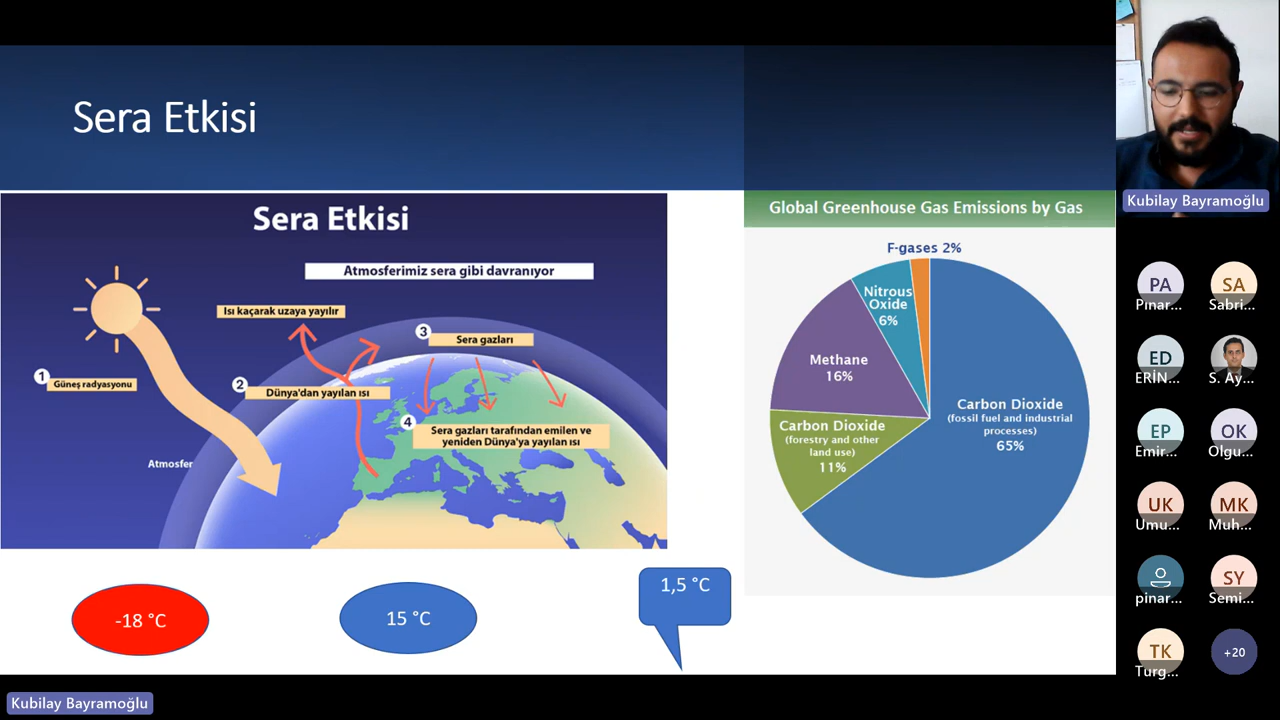 Sera Etkisi
Sera Etkisi
Atmosferimiz sera gibi davranıyor
Isı kaçarak uzaya yayılır
3
Sera gazları
1
Güneş radyasyonu
2
Dünya'dan yayılan ısı
4
Sera gazları tarafından emilen ve
yeniden Dünya'ya yayılan ısı
Atmosfer
-18 °C
15 °C
1,5 °C
Global Greenhouse Gas Emissions by Gas
F-gases 2%
Nitrous
Oxide
6%
Methane
16%
Carbon Dioxide
(forestry and other
land use)
11%
Carbon Dioxide
(fossil fuel and industrial
processes)
65%
Kubilay Bayramoğlu
PA
Pınar...
SA
Sabri...
ED
ERİN...
S. Ay...
EP
Emir...
OK
Olgu...
UK
Umu...
MK
Muh...
pinar...
SY
Semi...
TK
Turg...
+20
Kubilay Bayramoğlu